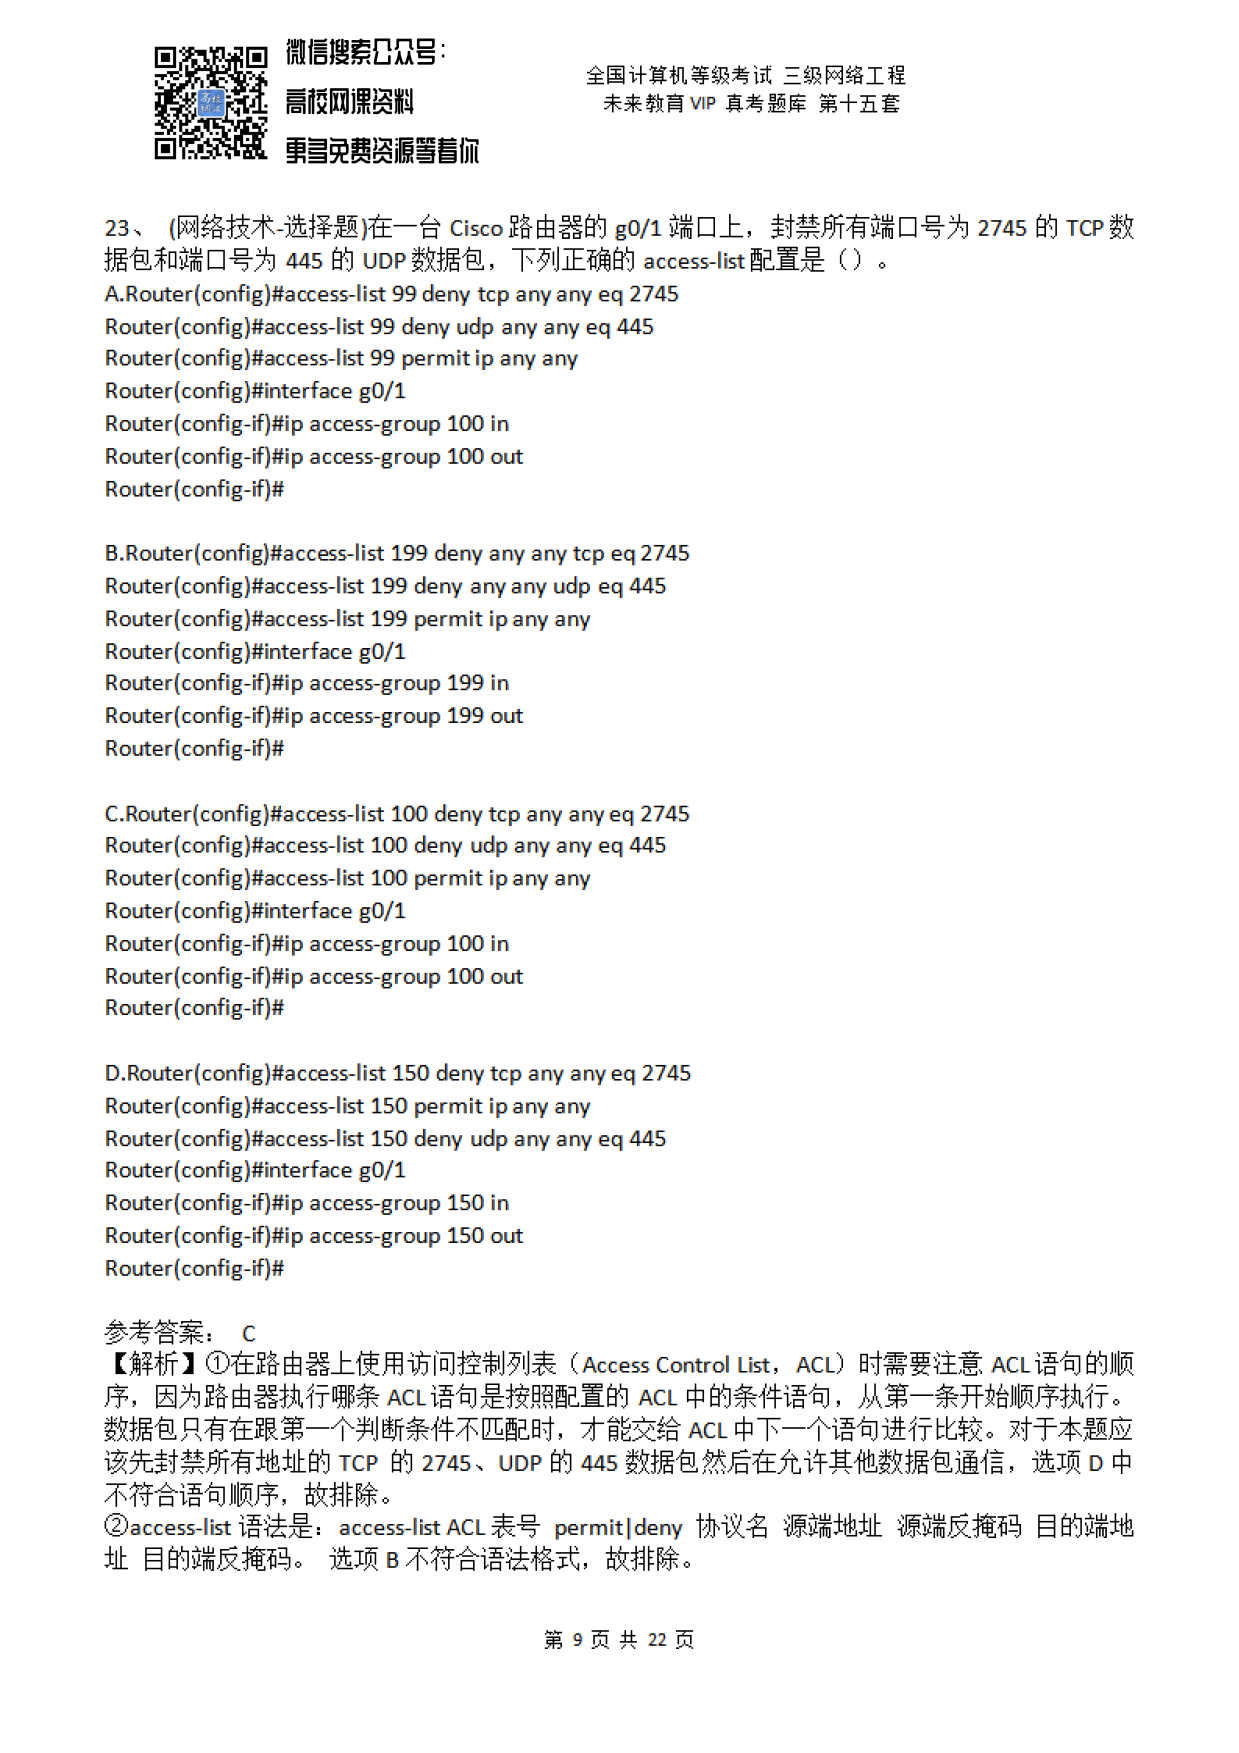 微信搜索公众号：
高校网课资料
更多免费资源等着你
全国计算机等级考试 三级网络工程
未来教育 VIP 真考题库 第十五套
23、 (网络技术-选择题)在一台 Cisco 路由器的 g0/1 端口上，封禁所有端口号为 2745 的 TCP 数
据包和端口号为 445 的 UDP 数据包，下列正确的 access-list 配置是（）。
A.Router(config)#access-list 99 deny tcp any any eq 2745
Router(config)#access-list 99 deny udp any any eq 445
Router(config)#access-list 99 permit ip any any
Router(config)#interface g0/1
Router(config-if)#ip access-group 100 in
Router(config-if)#ip access-group 100 out
Router(config-if)#
B.Router(config)#access-list 199 deny any any tcp eq 2745
Router(config)#access-list 199 deny any any udp eq 445
Router(config)#access-list 199 permit ip any any
Router(config)#interface g0/1
Router(config-if)#ip access-group 199 in
Router(config-if)#ip access-group 199 out
Router(config-if)#
C.Router(config)#access-list 100 deny tcp any any eq 2745
Router(config)#access-list 100 deny udp any any eq 445
Router(config)#access-list 100 permit ip any any
Router(config)#interface g0/1
Router(config-if)#ip access-group 100 in
Router(config-if)#ip access-group 100 out
Router(config-if)#
D.Router(config)#access-list 150 deny tcp any any eq 2745
Router(config)#access-list 150 permit ip any any
Router(config)#access-list 150 deny udp any any eq 445
Router(config)#interface g0/1
Router(config-if)#ip access-group 150 in
Router(config-if)#ip access-group 150 out
Router(config-if)#
参考答案： C
【解析】①在路由器上使用访问控制列表（Access Control List，ACL）时需要注意 ACL 语句的顺
序，因为路由器执行哪条 ACL 语句是按照配置的 ACL 中的条件语句，从第一条开始顺序执行。
数据包只有在跟第一个判断条件不匹配时，才能交给 ACL 中下一个语句进行比较。对于本题应
该先封禁所有地址的 TCP 的 2745、UDP 的 445 数据包然后在允许其他数据包通信，选项 D 中
不符合语句顺序，故排除。
②access-list 语法是：access-list ACL 表号 permit|deny 协议名 源端地址 源端反掩码 目的端地
址 目的端反掩码。 选项 B 不符合语法格式，故排除。
第 9 页 共 22 页